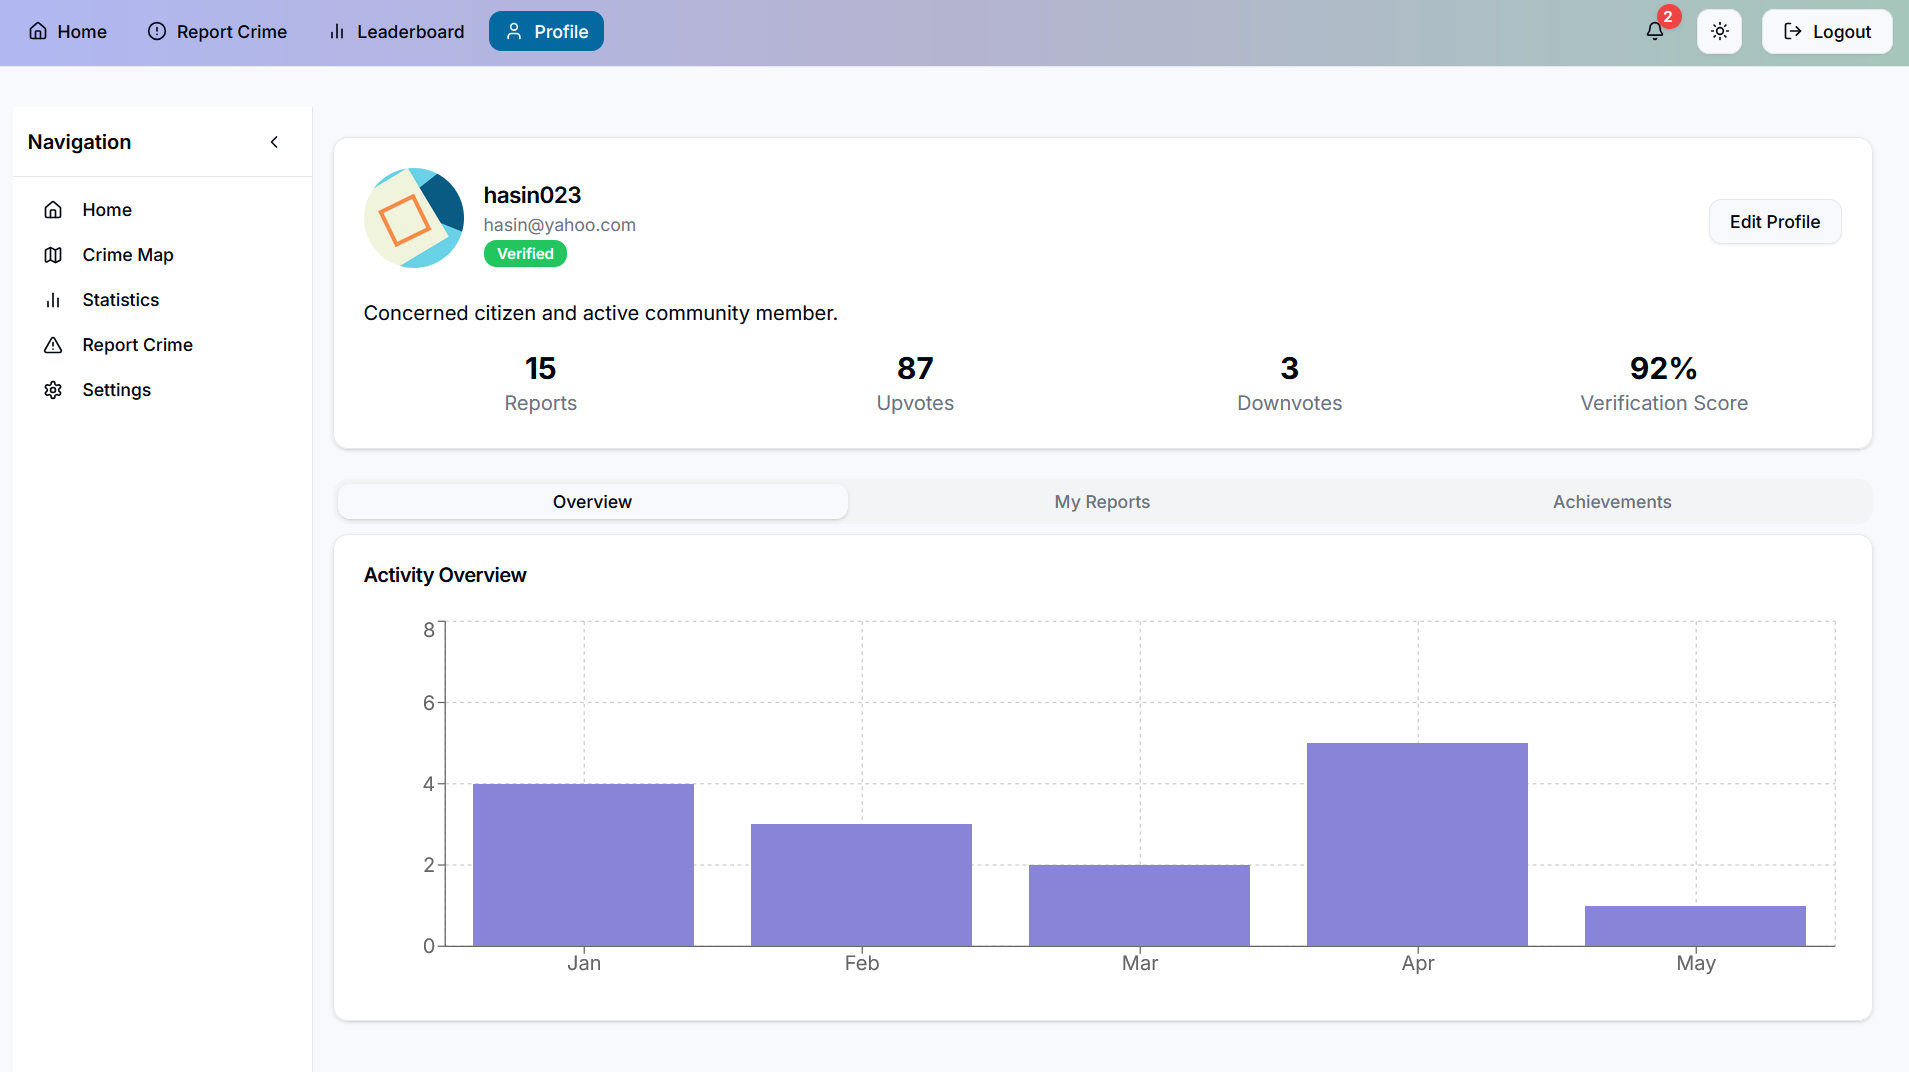 Home Report Crime Leaderboard Profile 2 Logout
Navigation
Home
Crime Map
Statistics
Report Crime
Settings
hasin023
hasin@yahoo.com
Verified
Edit Profile
Concerned citizen and active community member.
15 87 3 92%
Reports Upvotes Downvotes Verification Score
Overview My Reports Achievements
Activity Overview
8
6
4
2
0
Jan Feb Mar Apr May